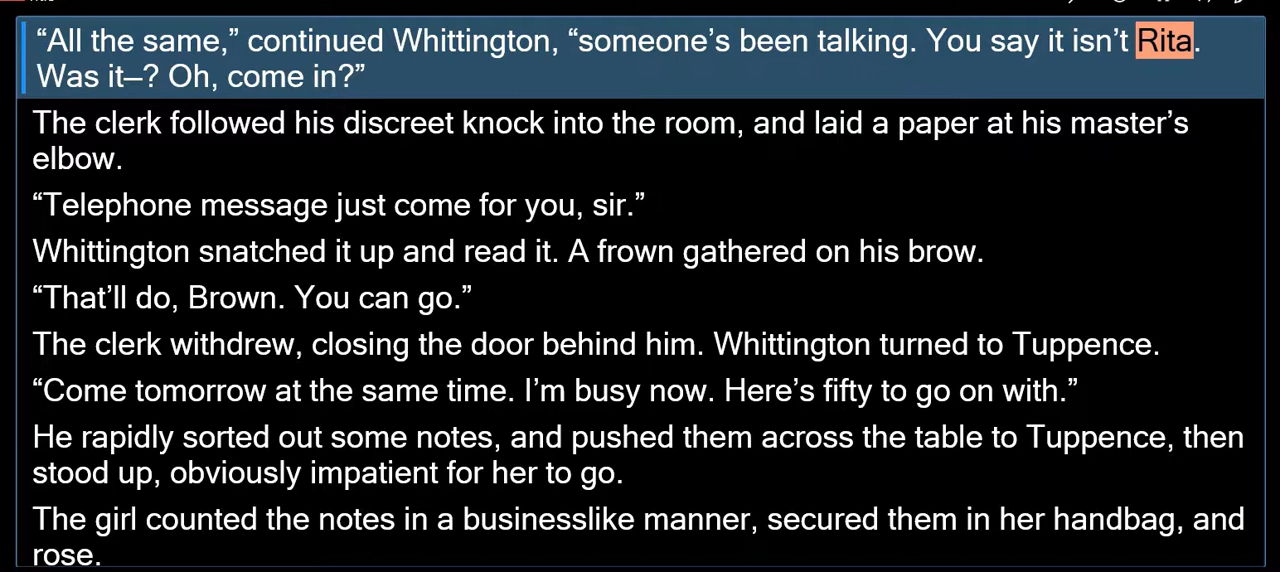 “All the same,” continued Whittington, “someone’s been talking. You say it isn’t Rita.
Was it—? Oh, come in?”
The clerk followed his discreet knock into the room, and laid a paper at his master’s
elbow.
“Telephone message just come for you, sir.”
Whittington snatched it up and read it. A frown gathered on his brow.
“That’ll do, Brown. You can go.”
The clerk withdrew, closing the door behind him. Whittington turned to Tuppence.
“Come tomorrow at the same time. I’m busy now. Here’s fifty to go on with.”
He rapidly sorted out some notes, and pushed them across the table to Tuppence, then
stood up, obviously impatient for her to go.
The girl counted the notes in a businesslike manner, secured them in her handbag, and
rose.